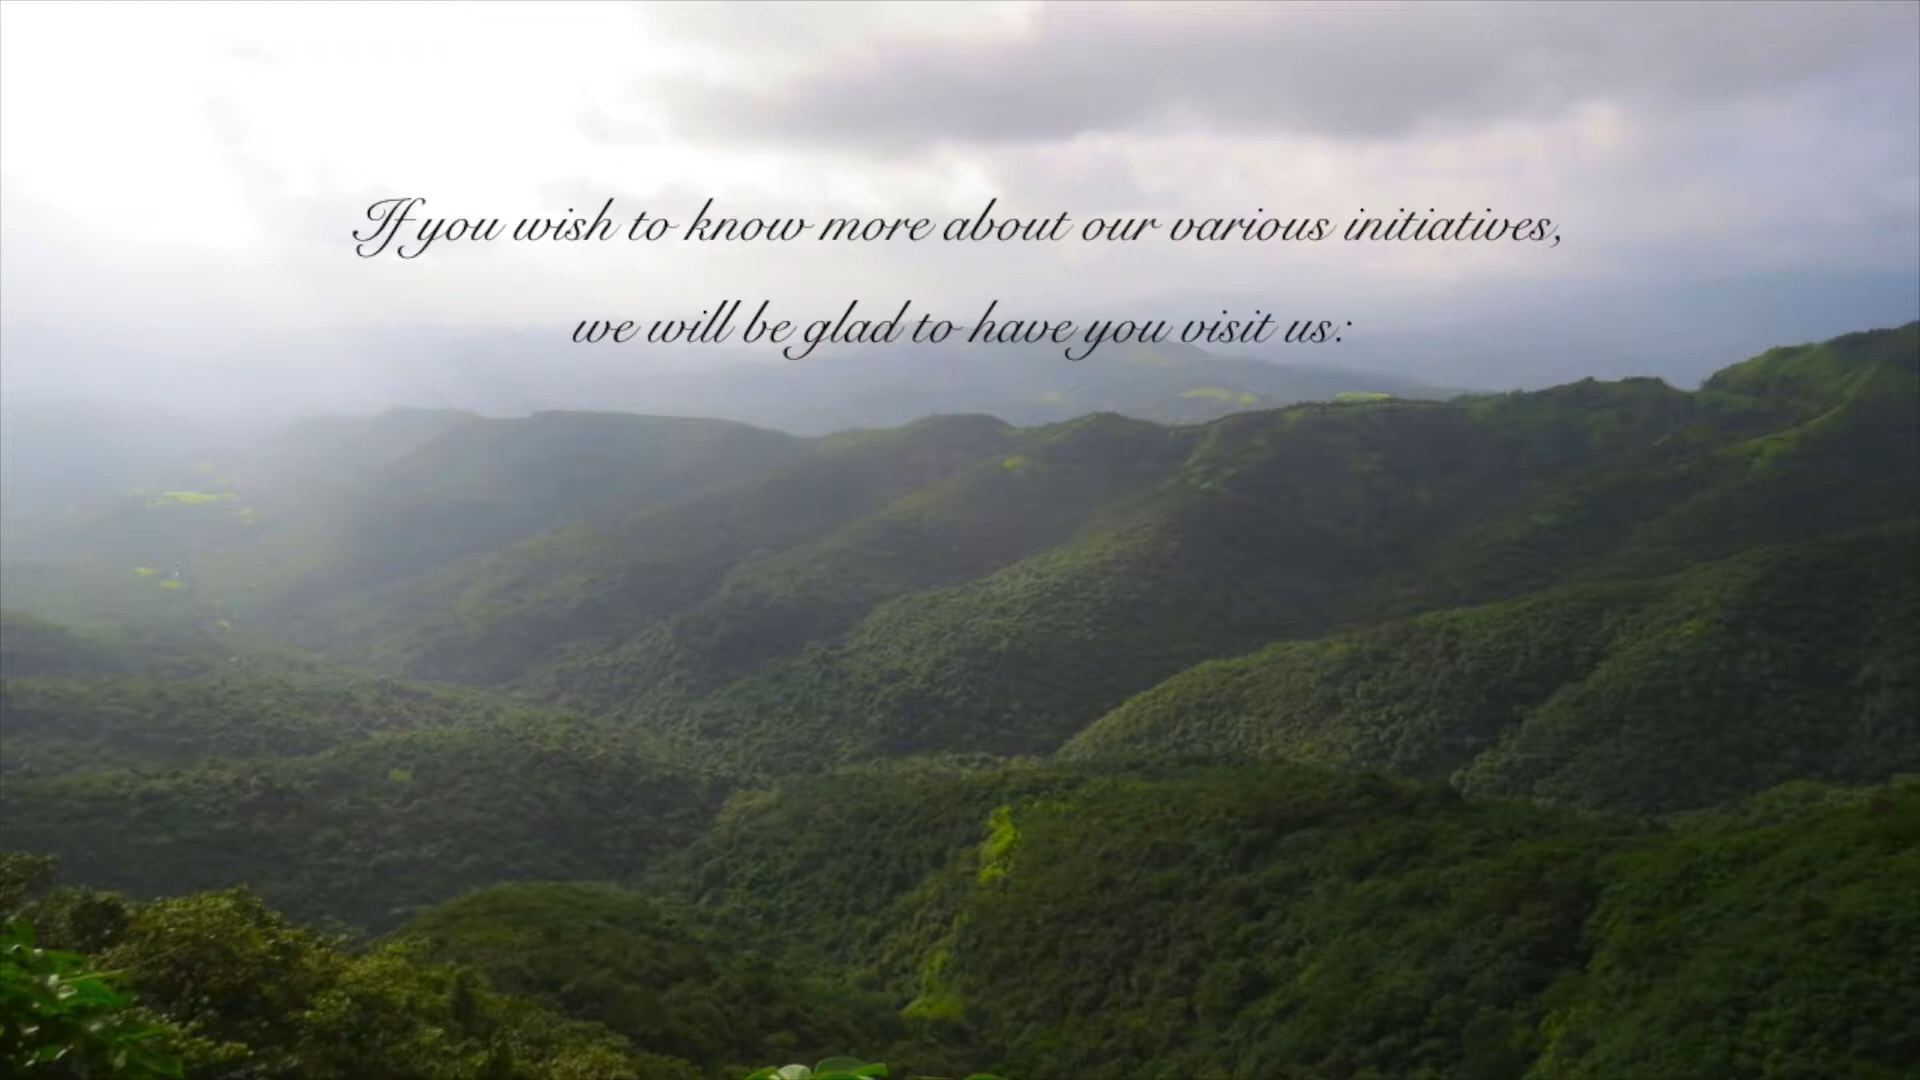 If you wish to know more about our various initiatives,
we will be glad to have you visit us: